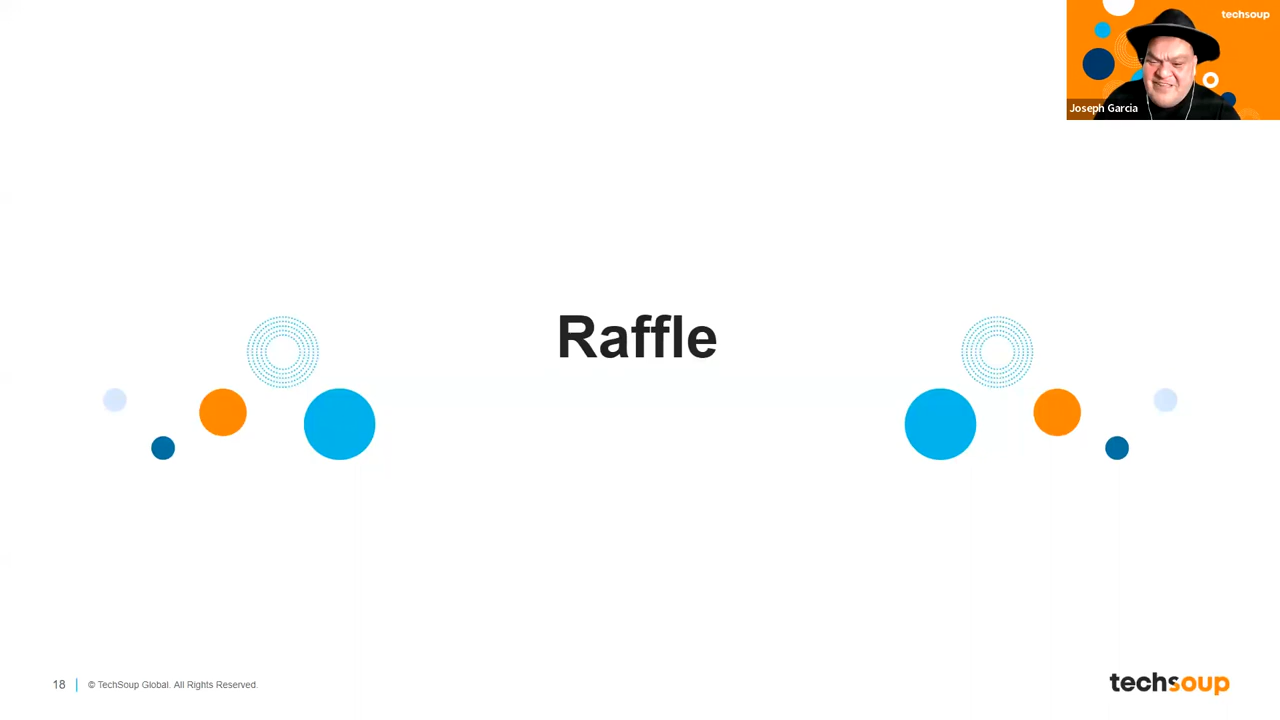 techsoup
Joseph Garcia
Raffle
18
© TechSoup Global. All Rights Reserved.
techsoup